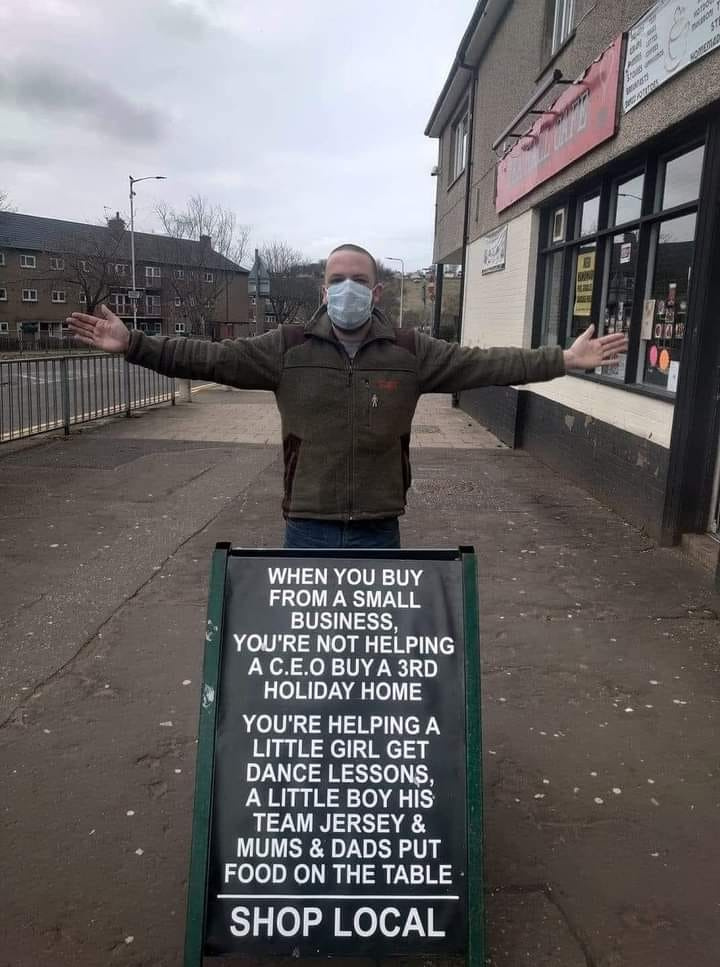 CAFE
WHEN YOU BUY
FROM A SMALL
BUSINESS,
YOU'RE NOT HELPING
A C.E.O BUY A 3RD
HOLIDAY HOME
YOU'RE HELPING A
LITTLE GIRL GET
DANCE LESSONS,
A LITTLE BOY HIS
TEAM JERSEY &
MUMS & DADS PUT
FOOD ON THE TABLE
SHOP LOCAL